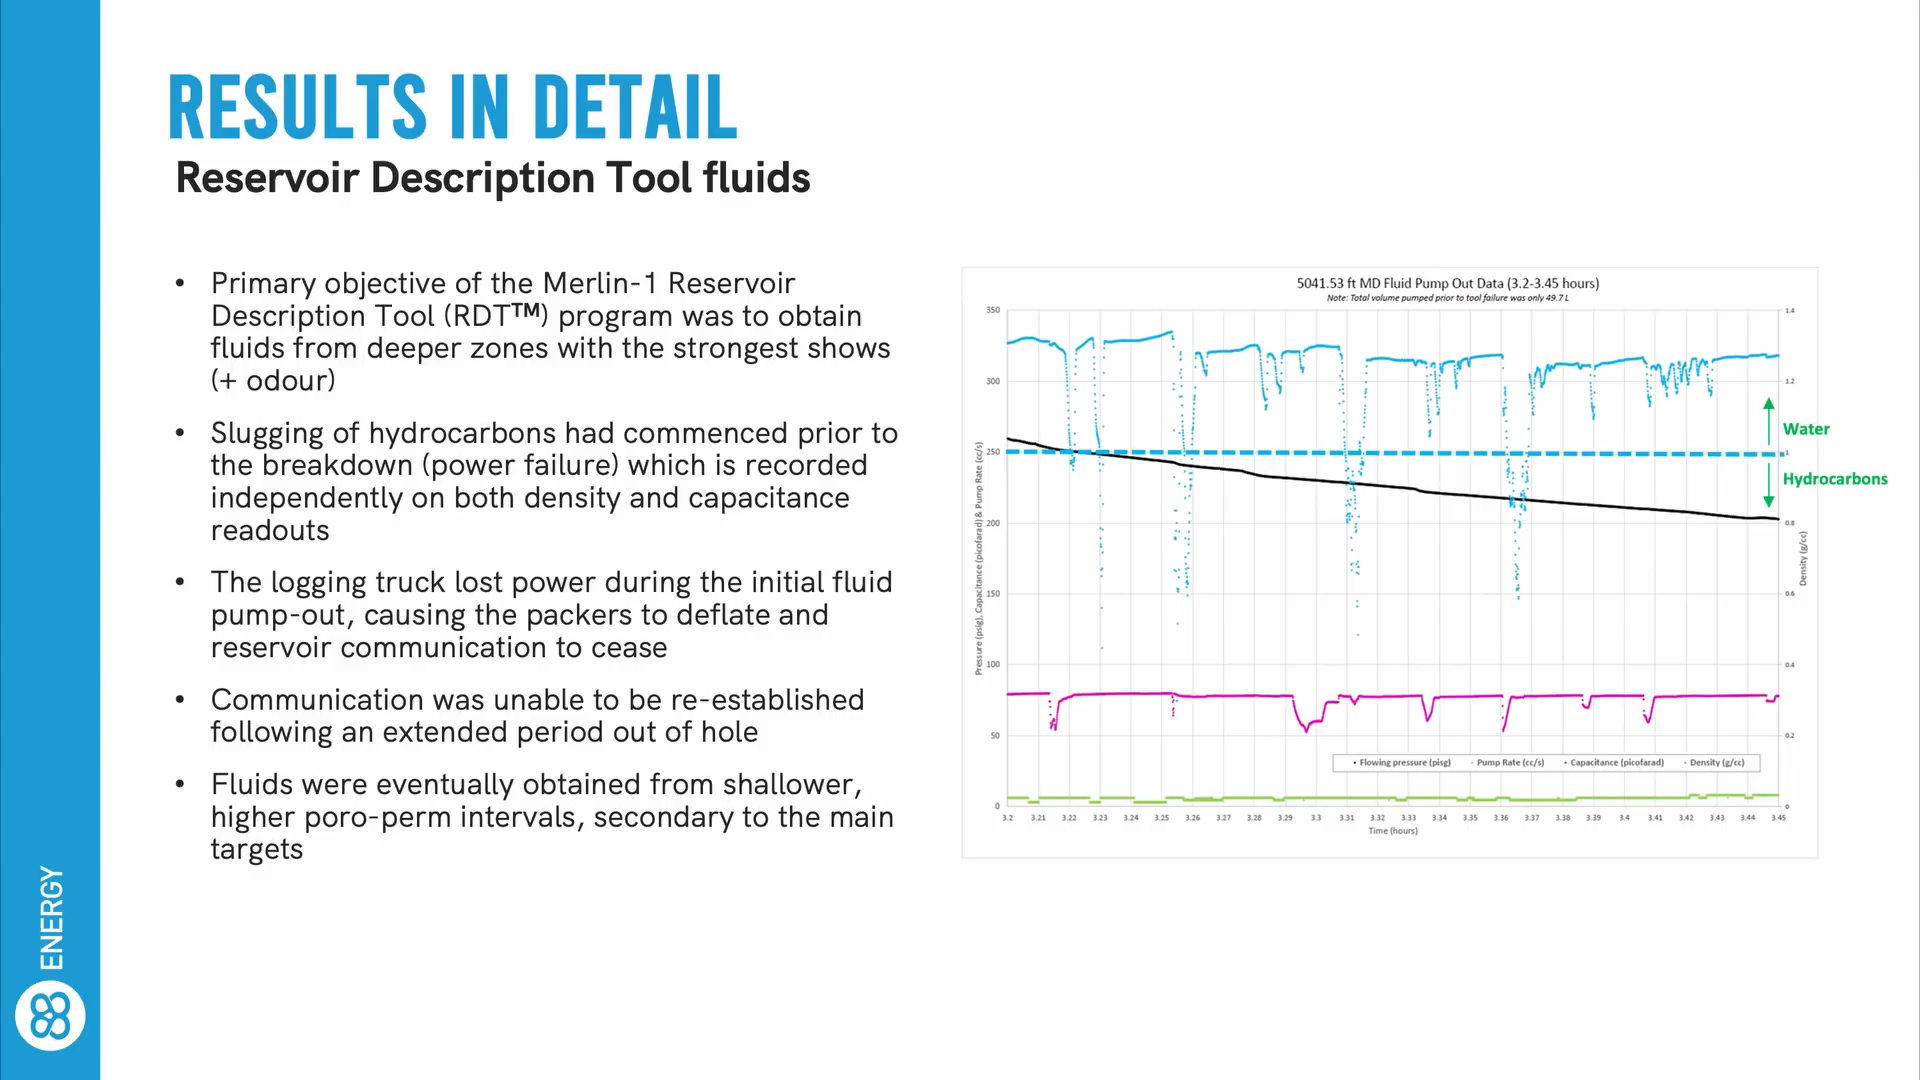 RESULTS IN DETAIL
Reservoir Description Tool fluids
• Primary objective of the Merlin-1 Reservoir
Description Tool (RDT™) program was to obtain
fluids from deeper zones with the strongest shows
(+ odour)
• Slugging of hydrocarbons had commenced prior to
the breakdown (power failure) which is recorded
independently on both density and capacitance
readouts
• The logging truck lost power during the initial fluid
pump-out, causing the packers to deflate and
reservoir communication to cease
• Communication was unable to be re-established
following an extended period out of hole
• Fluids were eventually obtained from shallower,
higher poro-perm intervals, secondary to the main
targets
5041.53 ft MD Fluid Pump Out Data (3.2-3.45 hours)
Note: Total volume pumped prior to tool failure was only 49.7 L
350
300
250
200
150
100
50
0
Pressure (psig), Capacitance (picofarad) & Pump Rate (cc/s)
1.4
1.2
1
0.8
0.6
0.4
0.2
0
Density (g/cc)
Water
Hydrocarbons
• Flowing pressure (pisg) • Pump Rate (cc/s) • Capacitance (picofarad) • Density (g/cc)
3.2 3.21 3.22 3.23 3.24 3.25 3.26 3.27 3.28 3.29 3.3 3.31 3.32 3.33 3.34 3.35 3.36 3.37 3.38 3.39 3.4 3.41 3.42 3.43 3.44 3.45
Time (hours)
88 ENERGY